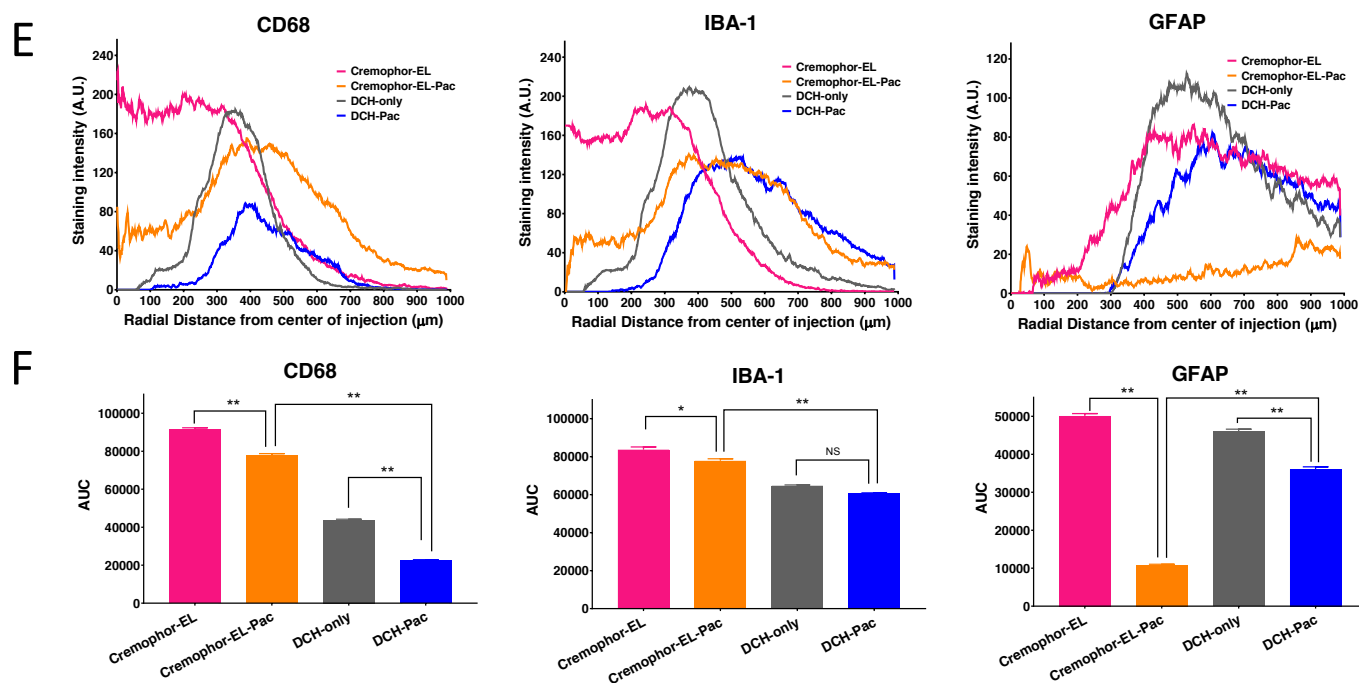 E
CD68
Staining intensity (A.U.)
240
200
160
120
80
40
0
Cremophor-EL
Cremophor-EL-Pac
DCH-only
DCH-Pac
0 100 200 300 400 500 600 700 800 900 1000
Radial Distance from center of injection (μm)
IBA-1
Staining intensity (A.U.)
240
200
160
120
80
40
0
Cremophor-EL
Cremophor-EL-Pac
DCH-only
DCH-Pac
0 100 200 300 400 500 600 700 800 900 1000
Radial Distance from center of injection (μm)
GFAP
Staining intensity (A.U.)
120
100
80
60
40
20
0
Cremophor-EL
Cremophor-EL-Pac
DCH-only
DCH-Pac
0 100 200 300 400 500 600 700 800 900 1000
Radial Distance from center of injection (μm)
F
CD68
AUC
100000
80000
60000
40000
20000
0
**
**
**
Cremophor-EL
Cremophor-EL-Pac
DCH-only
DCH-Pac
IBA-1
AUC
100000
80000
60000
40000
20000
0
*
**
NS
Cremophor-EL
Cremophor-EL-Pac
DCH-only
DCH-Pac
GFAP
AUC
50000
40000
30000
20000
10000
0
**
**
**
Cremophor-EL
Cremophor-EL-Pac
DCH-only
DCH-Pac